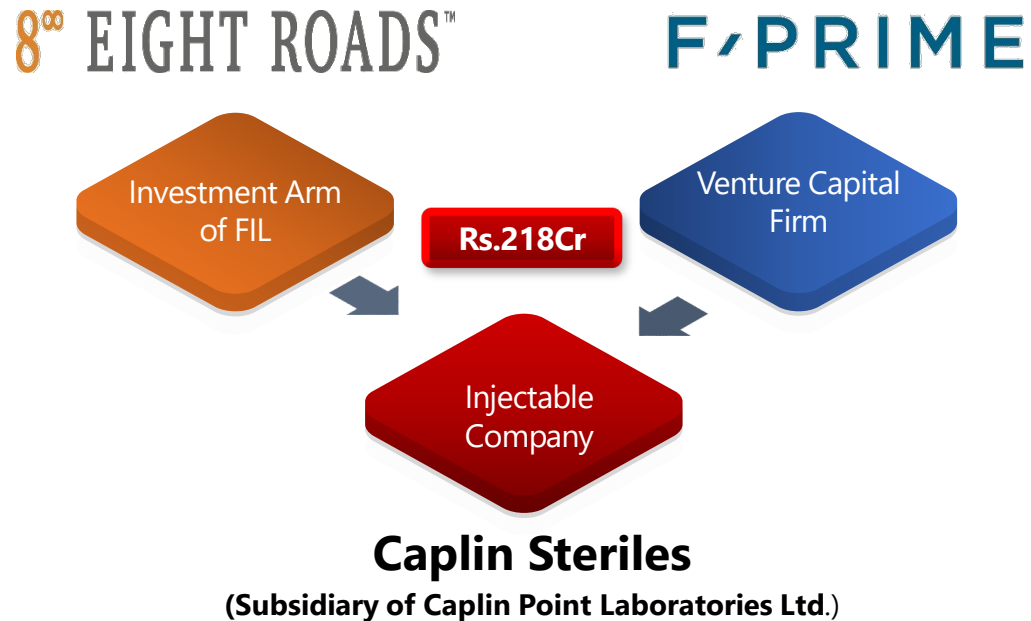 8∞ EIGHT ROADS™
F-PRIME
Investment Arm
of FIL
Venture Capital
Firm
Rs.218Cr
Injectable
Company
Caplin Steriles
(Subsidiary of Caplin Point Laboratories Ltd.)